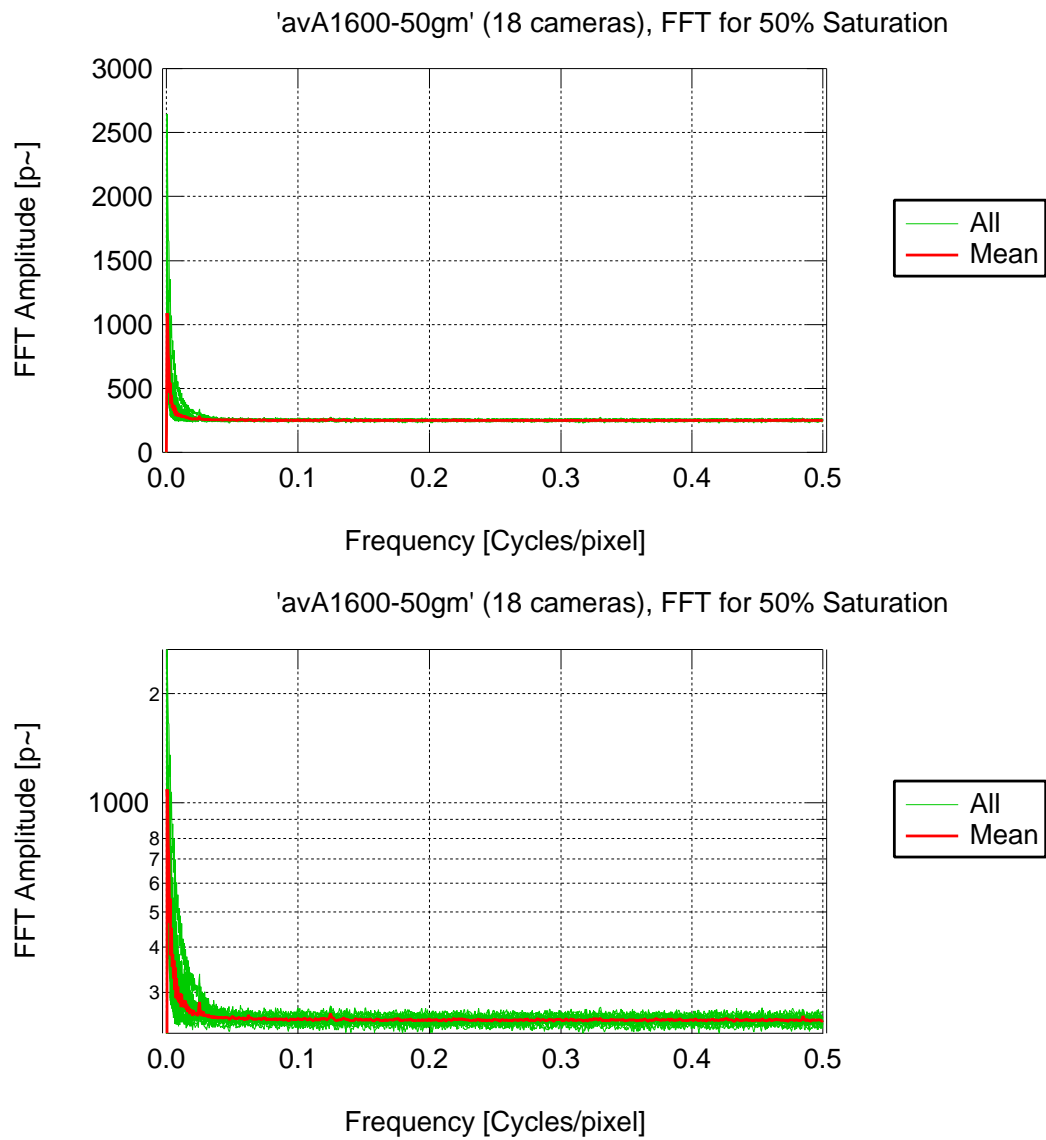 'avA1600-50gm' (18 cameras), FFT for 50% Saturation
3000
2500
2000
1500
1000
500
0
FFT Amplitude [p~]
0.0 0.1 0.2 0.3 0.4 0.5
Frequency [Cycles/pixel]
All
Mean
'avA1600-50gm' (18 cameras), FFT for 50% Saturation
2
1000
8
7
6
5
4
3
FFT Amplitude [p~]
0.0 0.1 0.2 0.3 0.4 0.5
Frequency [Cycles/pixel]
All
Mean